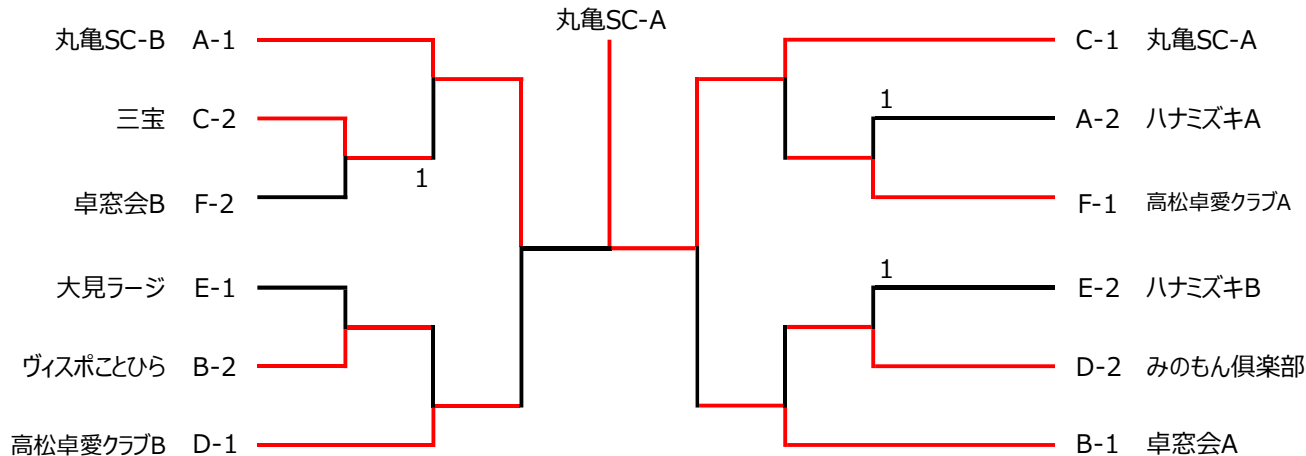 丸亀SC-A
丸亀SC-B A-1
三宝 C-2
1
卓窓会B F-2
大見ラージ E-1
ヴィスポことひら B-2
高松卓愛クラブB D-1
C-1 丸亀SC-A
1
A-2 ハナミズキA
F-1 高松卓愛クラブA
1
E-2 ハナミズキB
D-2 みのもん倶楽部
B-1 卓窓会A